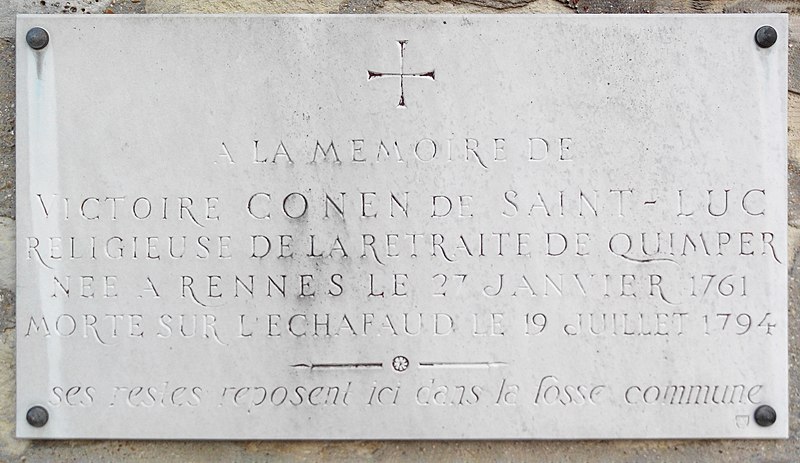 A LA MEMOIRE DE
VICTOIRE CONEN DE SAINT-LUC
RELIGIEUSE DE LA RETRAITE DE QUIMPER
NEE A RENNES LE 27 JANVIER 1761
MORTE SUR L'ECHAFAUD LE 19 JUILLET 1794
ses restes reposent ici dans la fosse commune